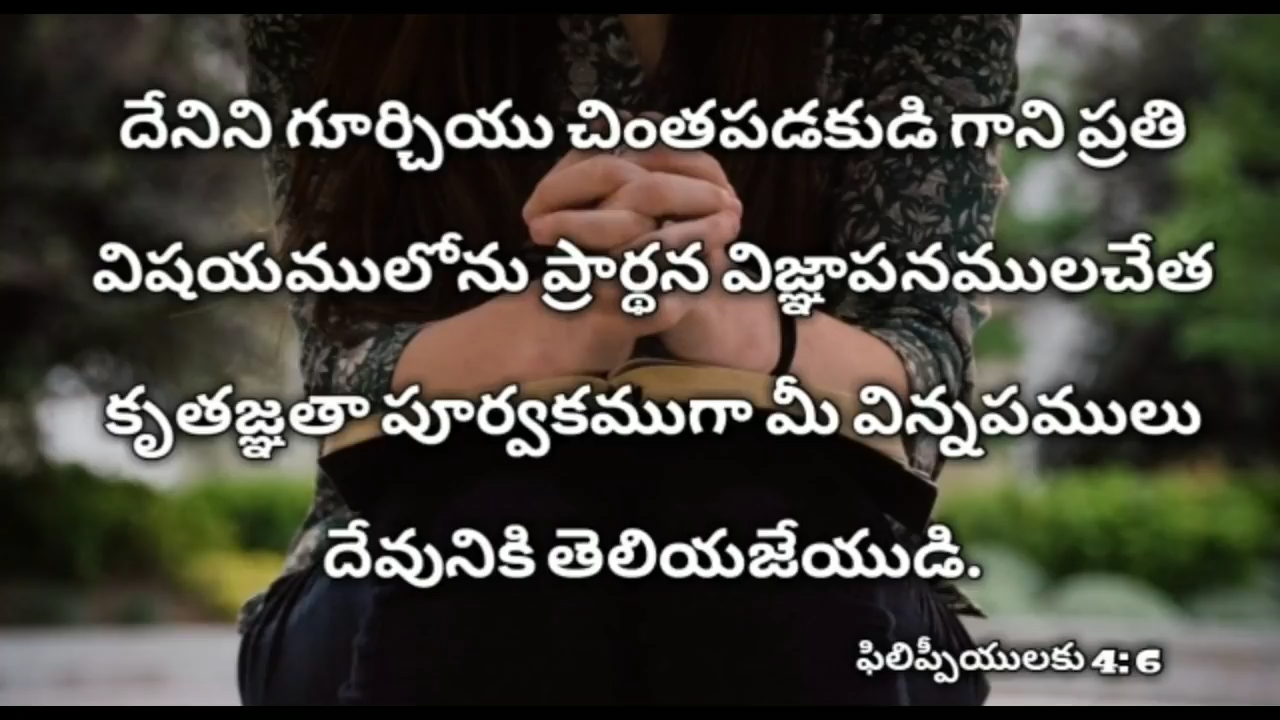 దేనిని గూర్చియు చింతపడకుడి గాని ప్రతి
విషయములోను ప్రార్థన విజ్ఞాపనములచేత
కృతజ్ఞతా పూర్వకముగా మీ విన్నపములు
దేవునికి తెలియజేయుడి.
ఫిలిప్పీయులకు 4: 6